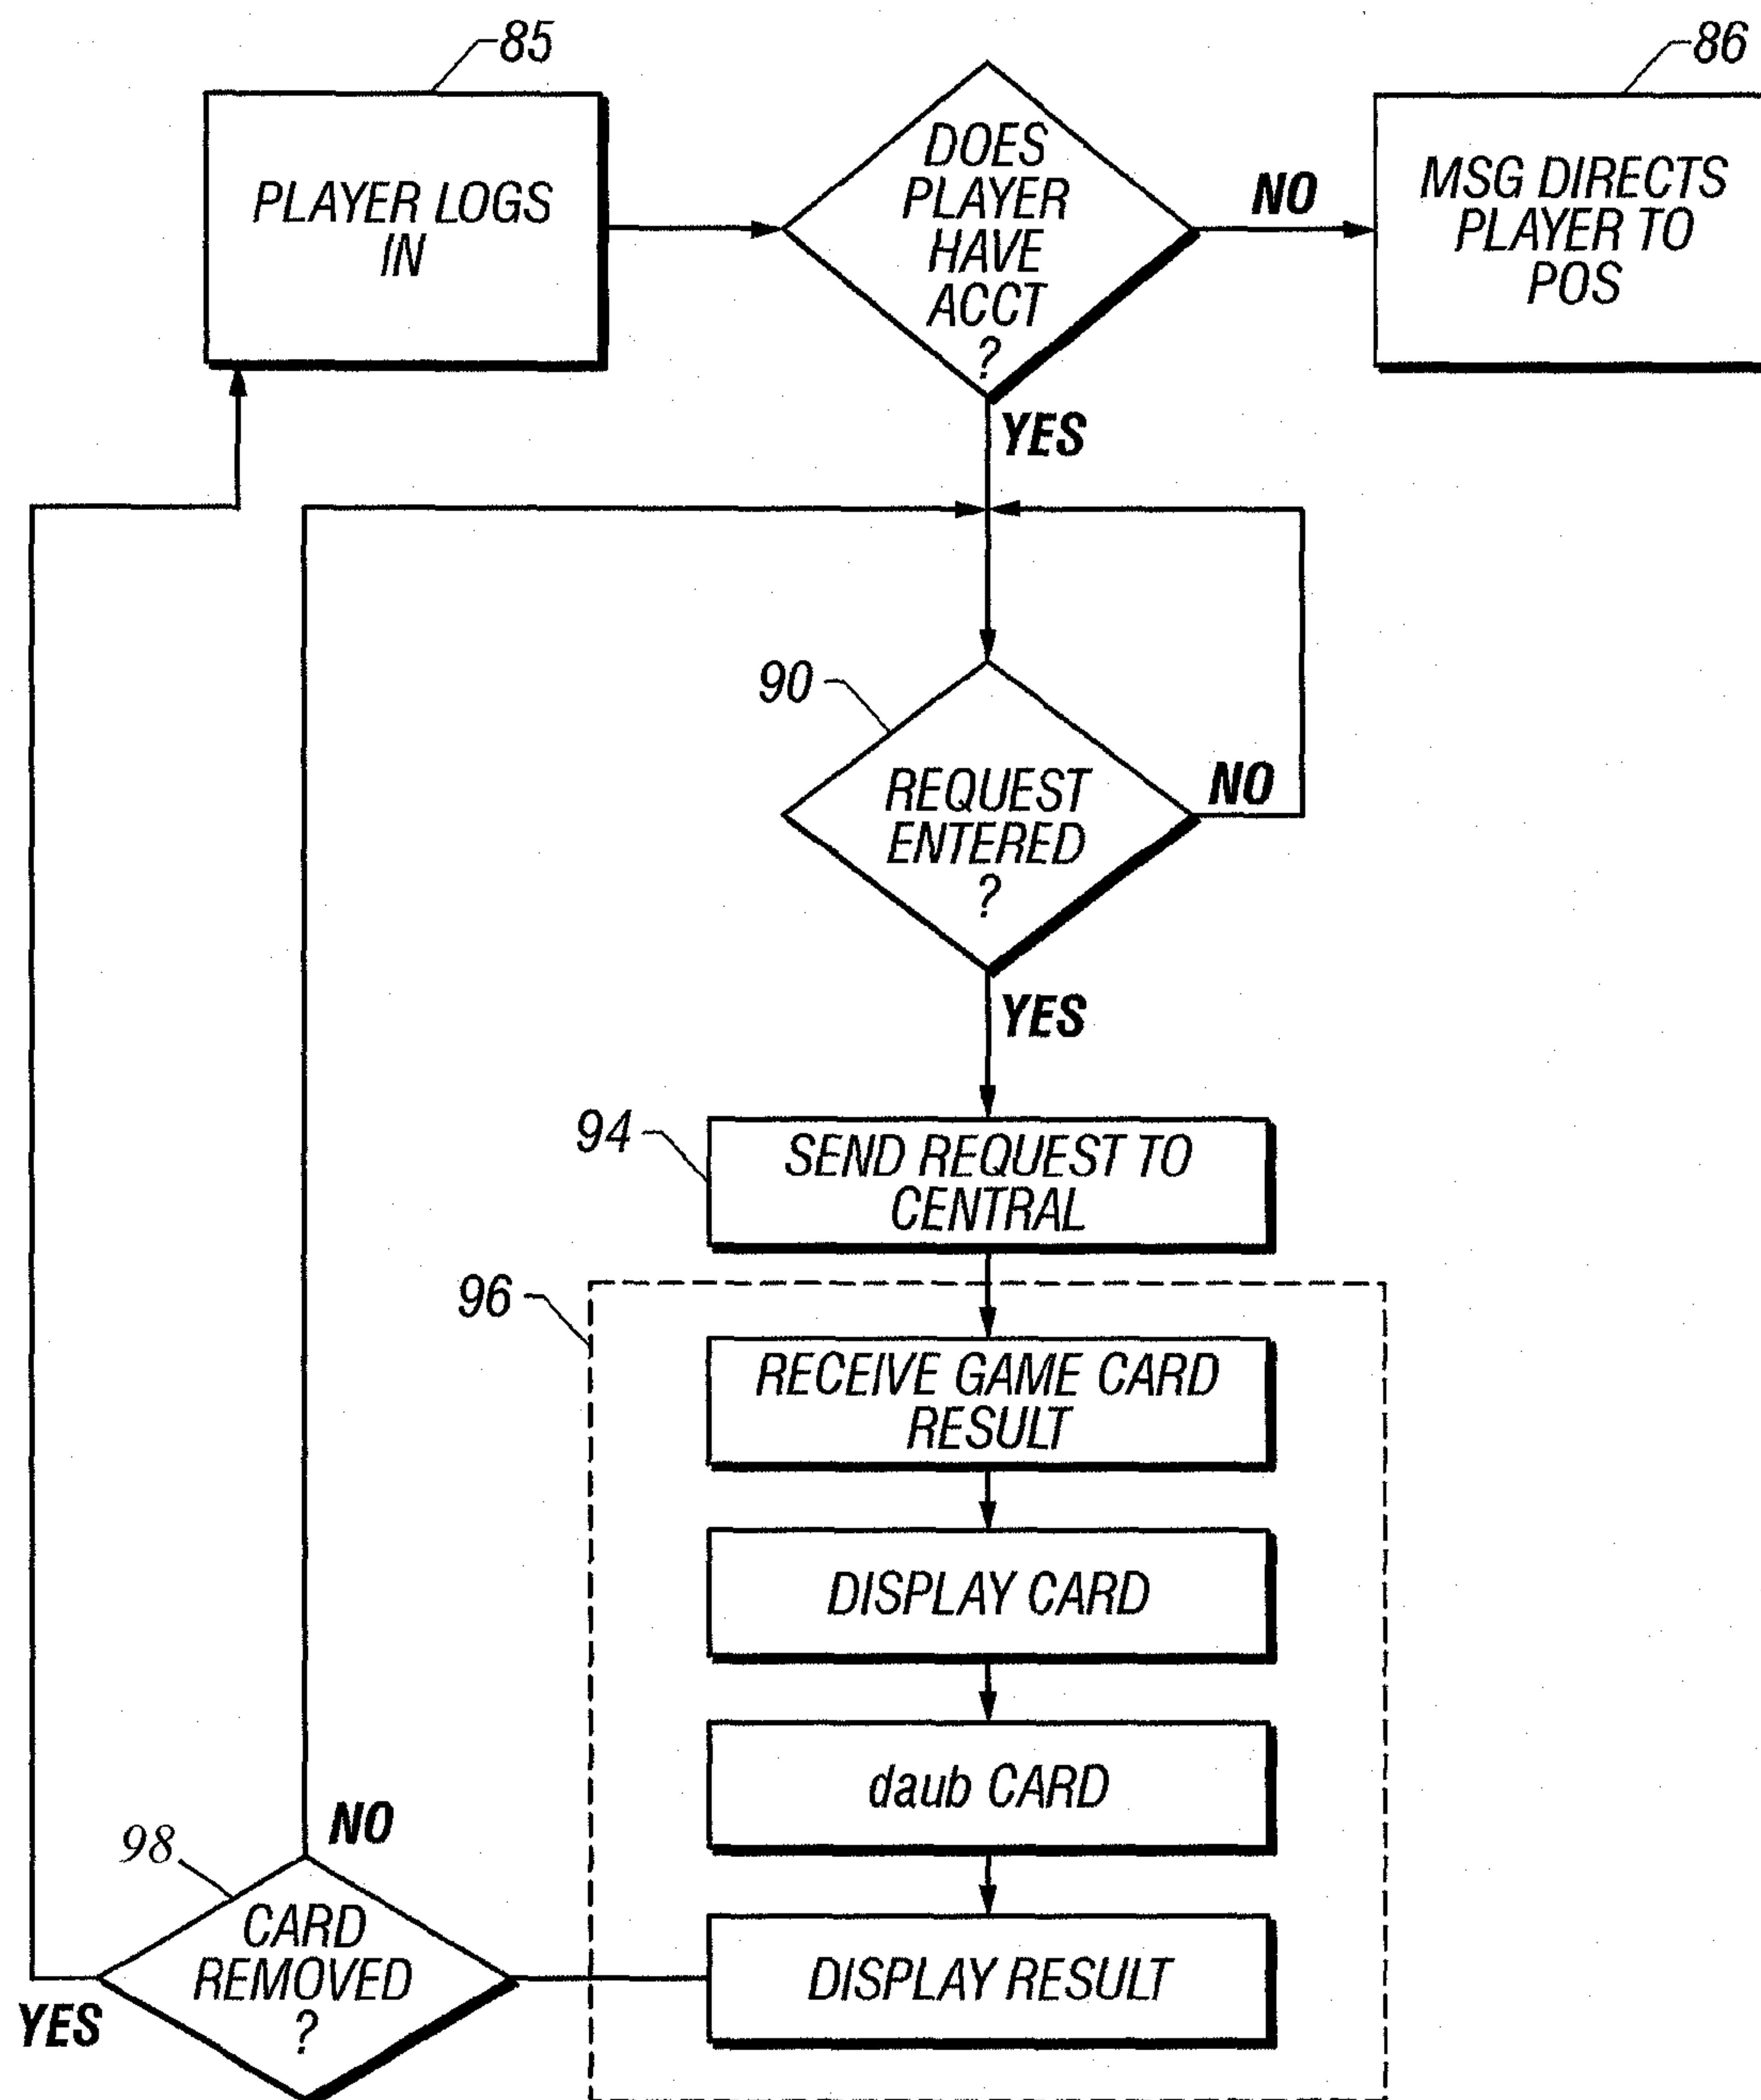 85
86
PLAYER LOGS
IN
DOES
PLAYER
HAVE
ACCT
?
NO
MSG DIRECTS
PLAYER TO
POS
YES
90
REQUEST
ENTERED
?
NO
YES
94
SEND REQUEST TO
CENTRAL
96
RECEIVE GAME CARD
RESULT
DISPLAY CARD
daub CARD
NO
98
CARD
REMOVED
?
YES
DISPLAY RESULT